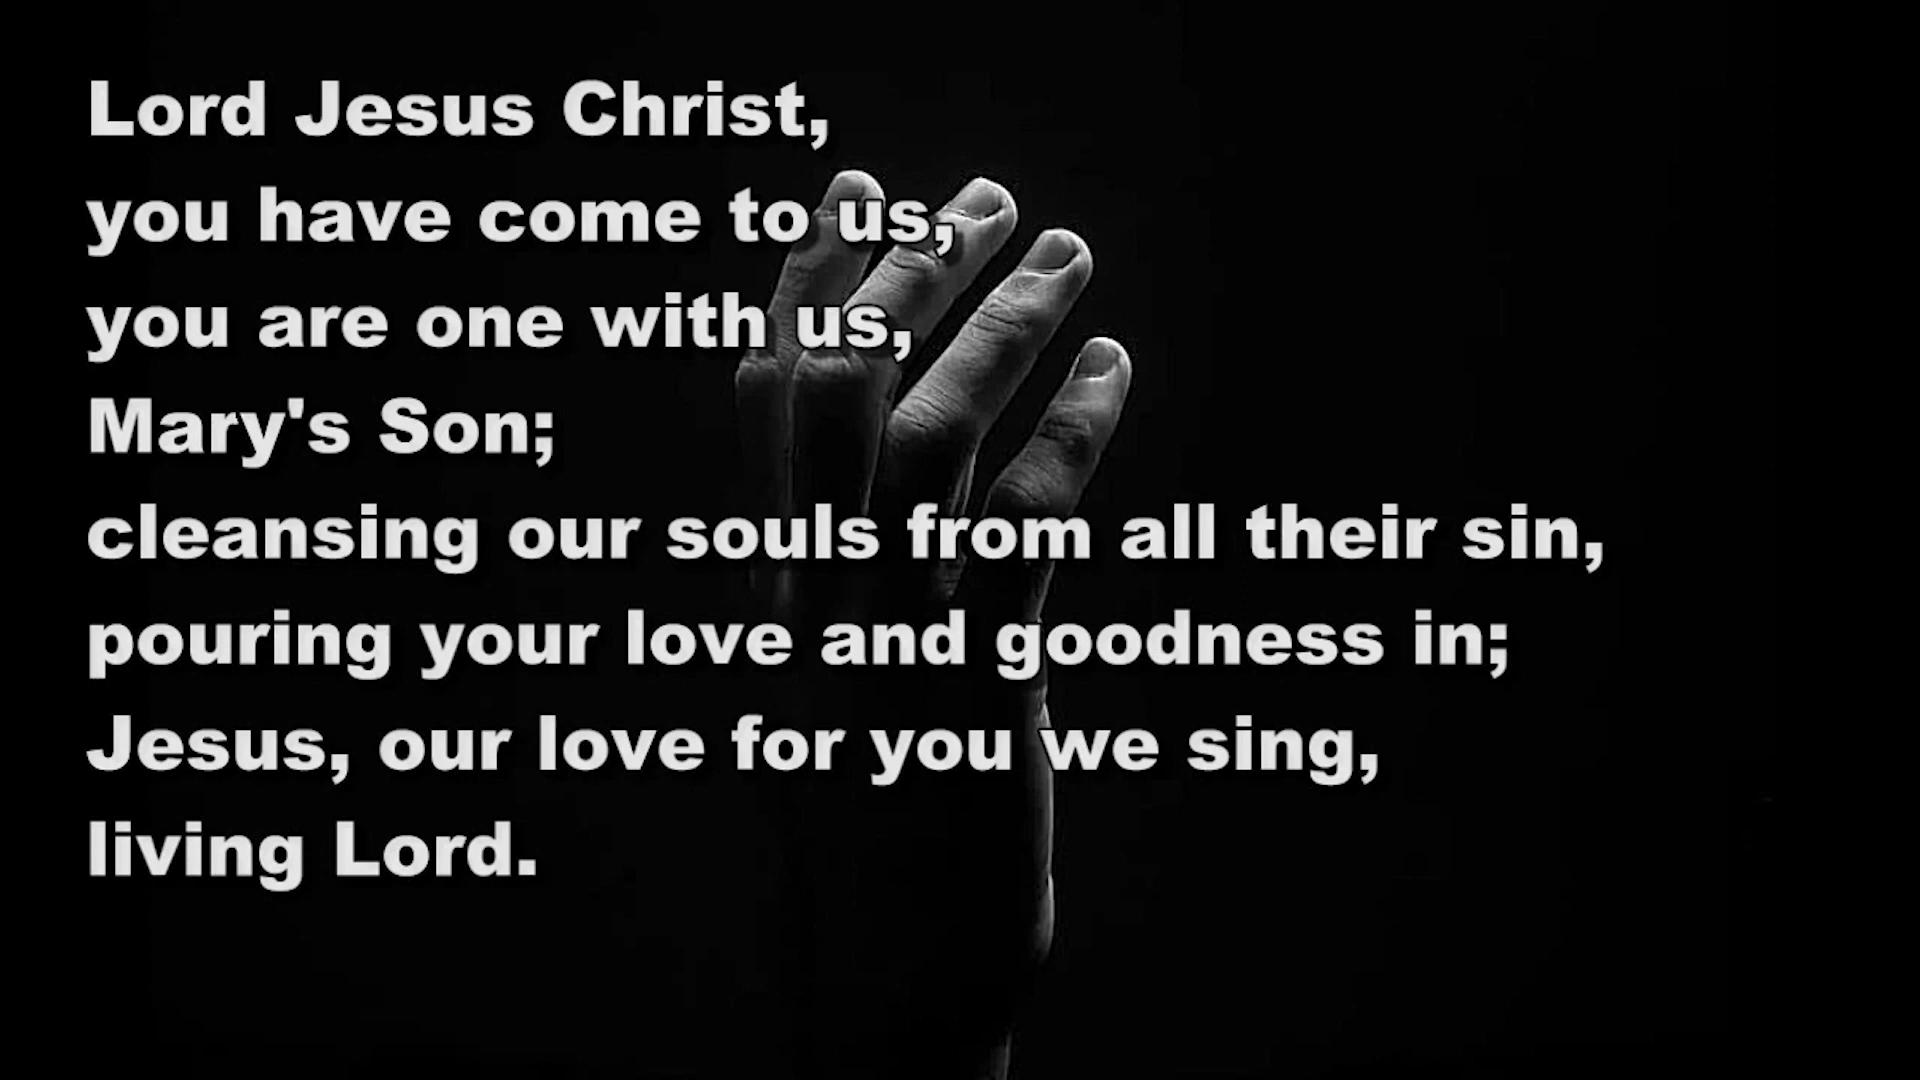 Lord Jesus Christ,
you have come to us,
you are one with us,
Mary's Son;
cleansing our souls from all their sin,
pouring your love and goodness in;
Jesus, our love for you we sing,
living Lord.